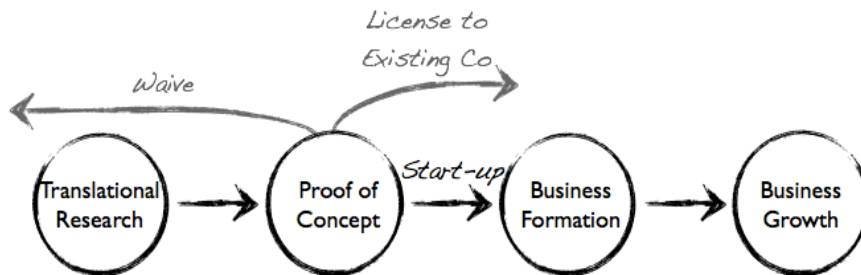 License to
Existing Co
Waive
Translational
Research
Proof of
Concept
Start-up
Business
Formation
Business
Growth